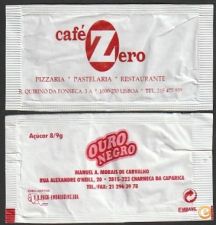 café
Zero
PIZZARIA * PASTELARIA * RESTAURANTE
R. QUIRINO DA FONSECA, 3 A * 1000 LISBOA * TEL.
Açúcar 8/9g
OURO
NEGRO
MANUEL A. MORAIS DE CARVALHO
RUA ALEXANDRE O'NEILL, 20 • 2815-223 CHARNECA DA CAPARICA
TEL./FAX: 21 296 39 78